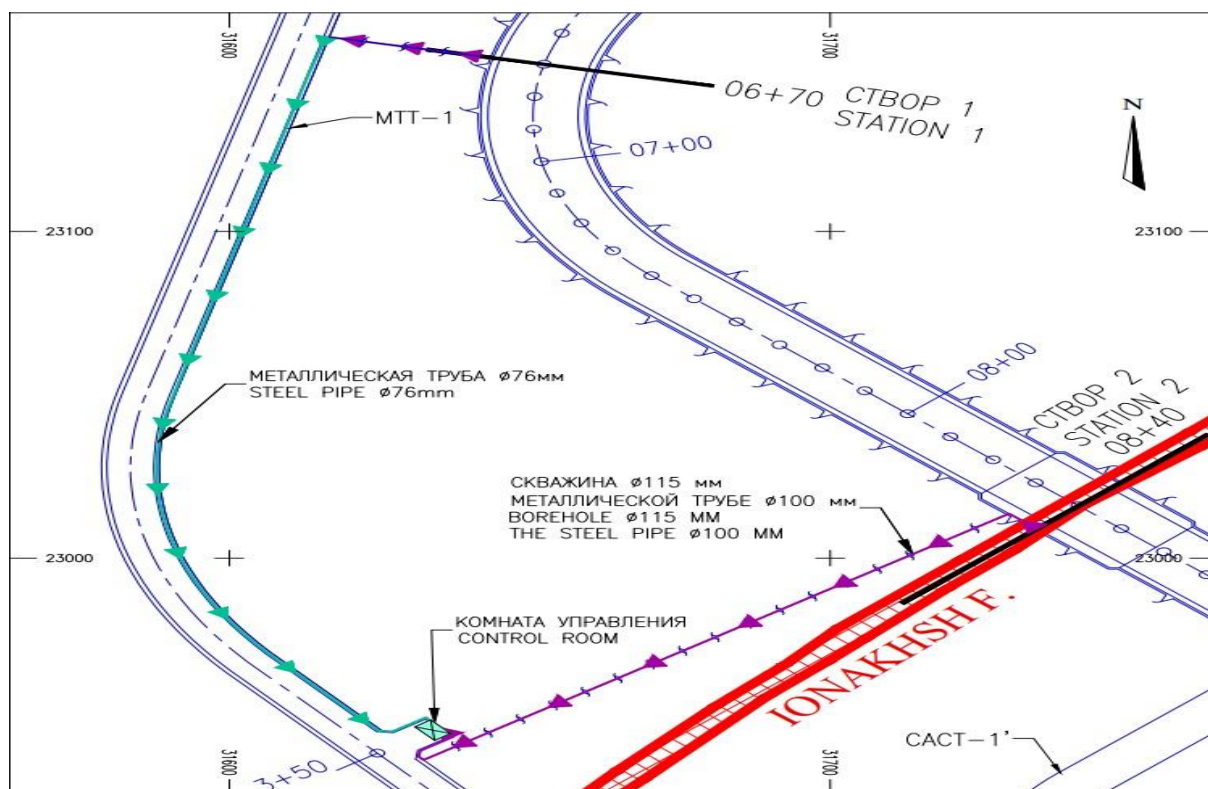 31600
31700
06+70 СТВОР 1
STATION 1
МТТ-1
07+00
N
23100
23100
МЕТАЛЛИЧЕСКАЯ ТРУБА ø76мм
STEEL PIPE ø76mm
08+00
СТВОР 2
STATION 2
08+40
СКВАЖИНА ø115 мм
МЕТАЛЛИЧЕСКОЙ ТРУБЕ ø100 мм
BOREHOLE ø115 MM
THE STEEL PIPE ø100 MM
23000
23000
КОМНАТА УПРАВЛЕНИЯ
CONTROL ROOM
IONAKHSH F.
САСТ-1'
3+50
31600
31700